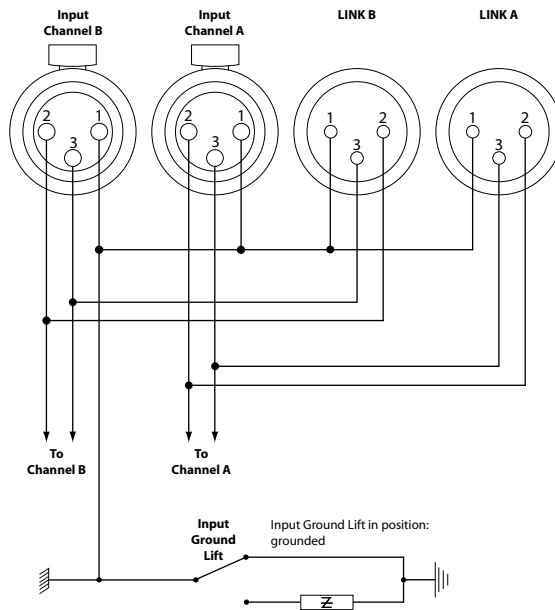 Input
Channel B
Input
Channel A
LINK B
LINK A
2
1
3
2
1
3
1
2
3
1
2
3
To
Channel B
To
Channel A
Input
Ground
Lift
Input Ground Lift in position:
grounded
Z